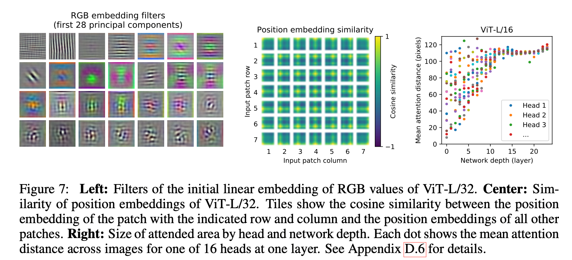 RGB embedding filters
(first 28 principal components)
Position embedding similarity
1
2
3
4
5
6
7
Input patch row
1 2 3 4 5 6 7
Input patch column
1
−1
Cosine similarity
ViT-L/16
120
100
80
60
40
20
0
Mean attention distance (pixels)
Head 1
Head 2
Head 3
...
0 5 10 15 20
Network depth (layer)
Figure 7: Left: Filters of the initial linear embedding of RGB values of ViT-L/32. Center: Sim-
ilarity of position embeddings of ViT-L/32. Tiles show the cosine similarity between the position
embedding of the patch with the indicated row and column and the position embeddings of all other
patches. Right: Size of attended area by head and network depth. Each dot shows the mean attention
distance across images for one of 16 heads at one layer. See Appendix D.6 for details.